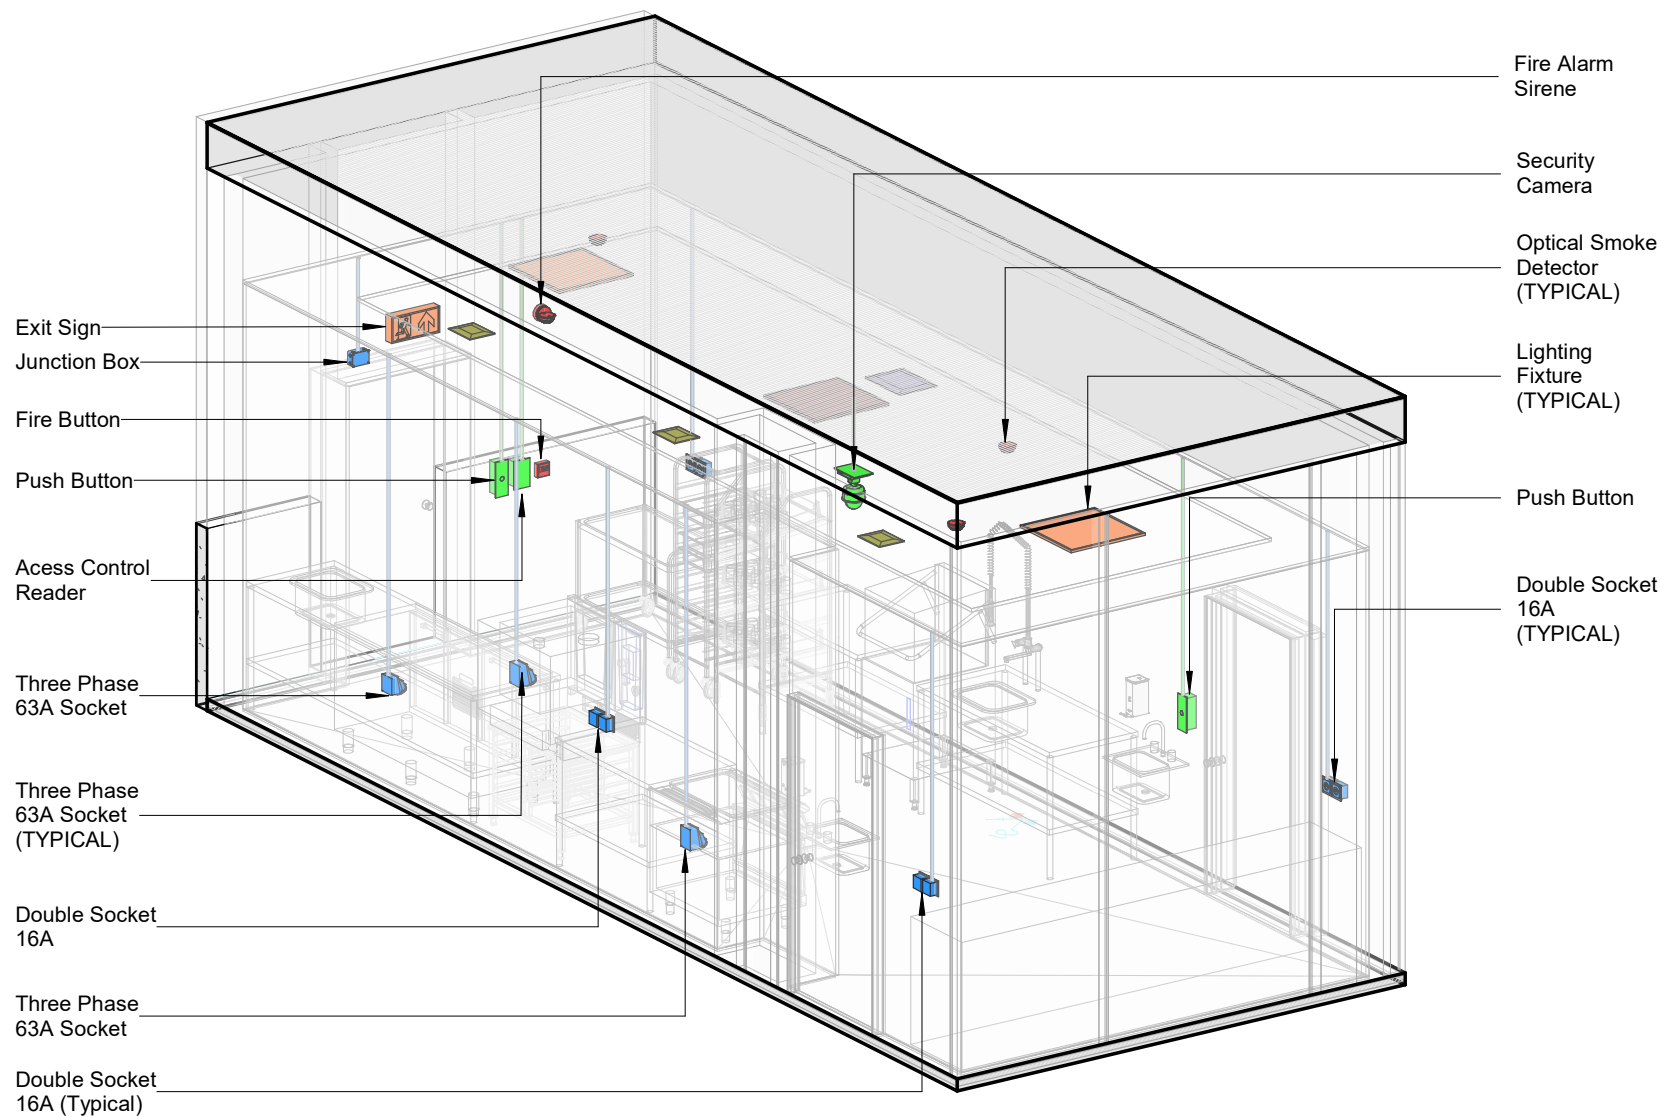 Fire Alarm
Sirene
Security
Camera
Optical Smoke
Detector
(TYPICAL)
Lighting
Fixture
(TYPICAL)
Push Button
Double Socket
16A
(TYPICAL)
Exit Sign
Junction Box
Fire Button
Push Button
Acess Control
Reader
Three Phase
63A Socket
Three Phase
63A Socket
(TYPICAL)
Double Socket
16A
Three Phase
63A Socket
Double Socket
16A (Typical)